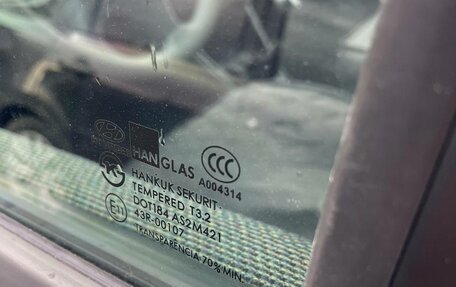 HANGLAS
CCC
A004314
HANKUK SEKURIT
TEMPERED T3.2
DOT184 AS2M421
43R-00107
TRANSPARENCIA 70% MIN.